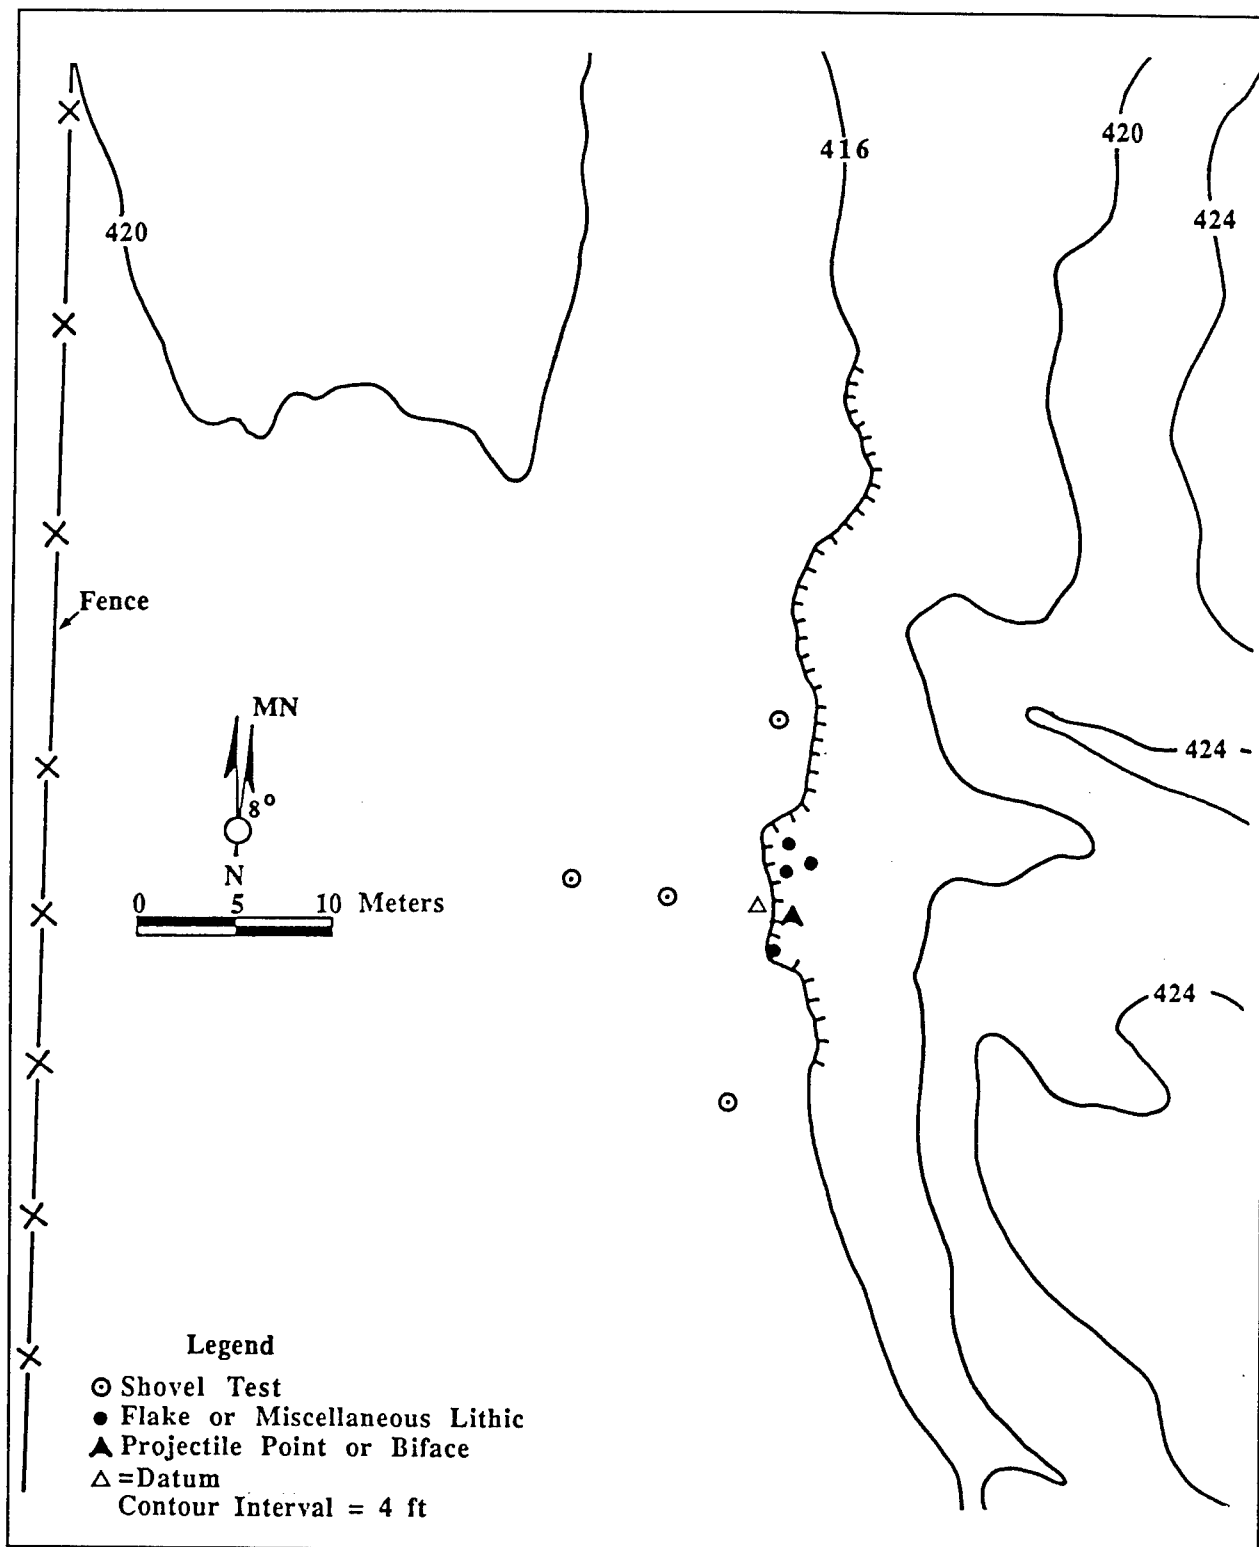 416
420
424
420
Fence
MN
8°
N
424
0 5 10 Meters
424
Legend
Shovel Test
Flake or Miscellaneous Lithic
Projectile Point or Biface
=Datum
Contour Interval = 4 ft